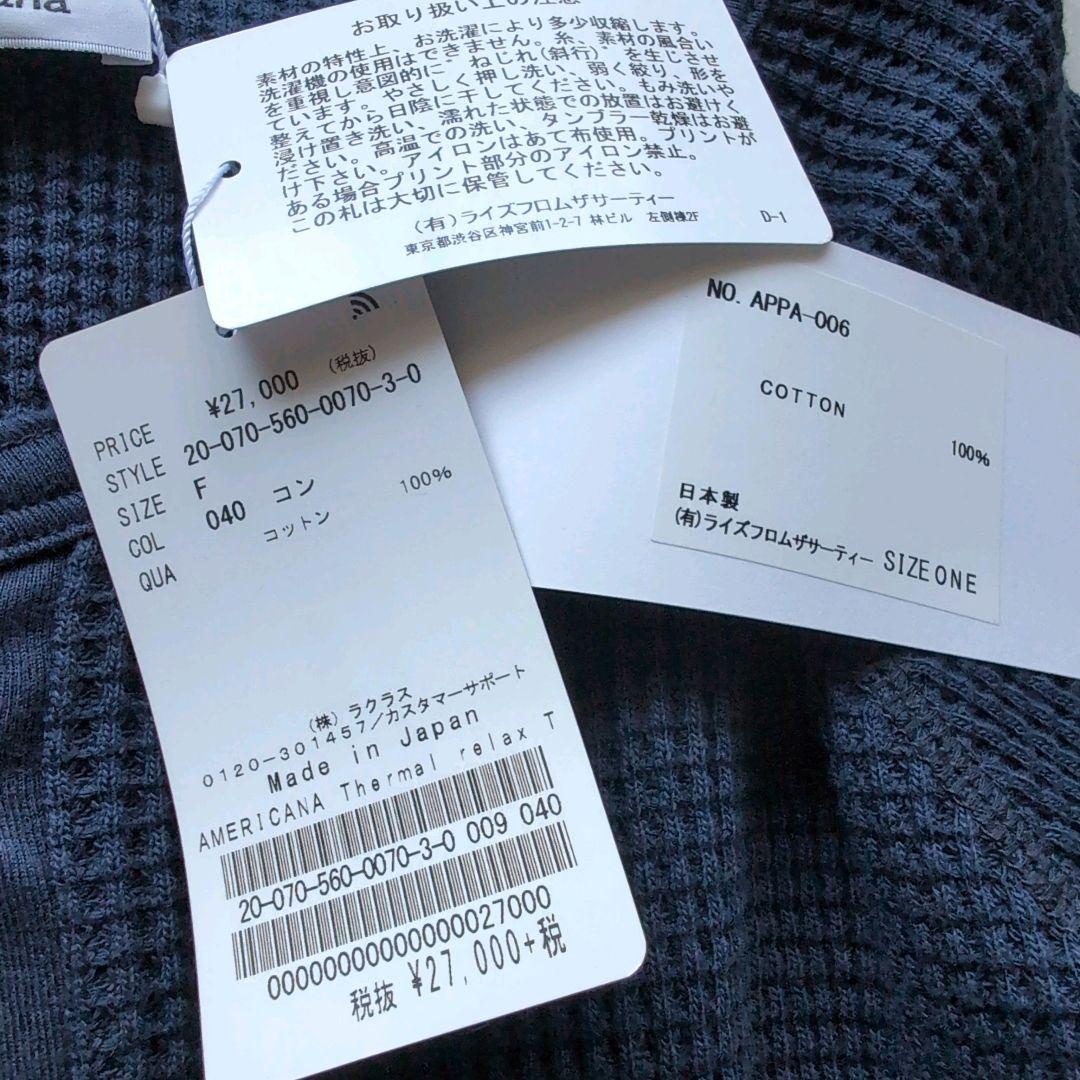 お取り扱い上の注意
素材の特性上、お洗濯により多少収縮します。
洗濯機の使用はできません。糸、素材の風合い
を重視し意図的に、ねじれ(斜行)を生じさせ
ています。やさしく押し洗い、弱く絞り、形を
整えてから日陰に干してください。もみ洗いや
浸け置き洗い、濡れた状態での放置はお避けく
ださい。高温での洗い、タンブラー乾燥はお避
け下さい。アイロンはあて布使用。プリントが
ある場合プリント部分のアイロン禁止。
この札は大切に保管してください。
(有)ライズフロムザサーティー
東京都渋谷区神宮前1-2-7 林ビル 左側棟2F D-1
NO. APPA-006
COTTON
100%
日本製
(有)ライズフロムザサーティー SIZE ONE
PRICE ¥27,000 (税抜)
STYLE 20-070-560-0070-3-0
SIZE F
COL 040 コン
QUA コットン 100%
(株)ラクラス
0120-301457/カスタマーサポート
Made in Japan
AMERICANA Thermal relax T
20-070-560-0070-3-0 009 040
0000000000000027000
税抜 ¥27,000+税